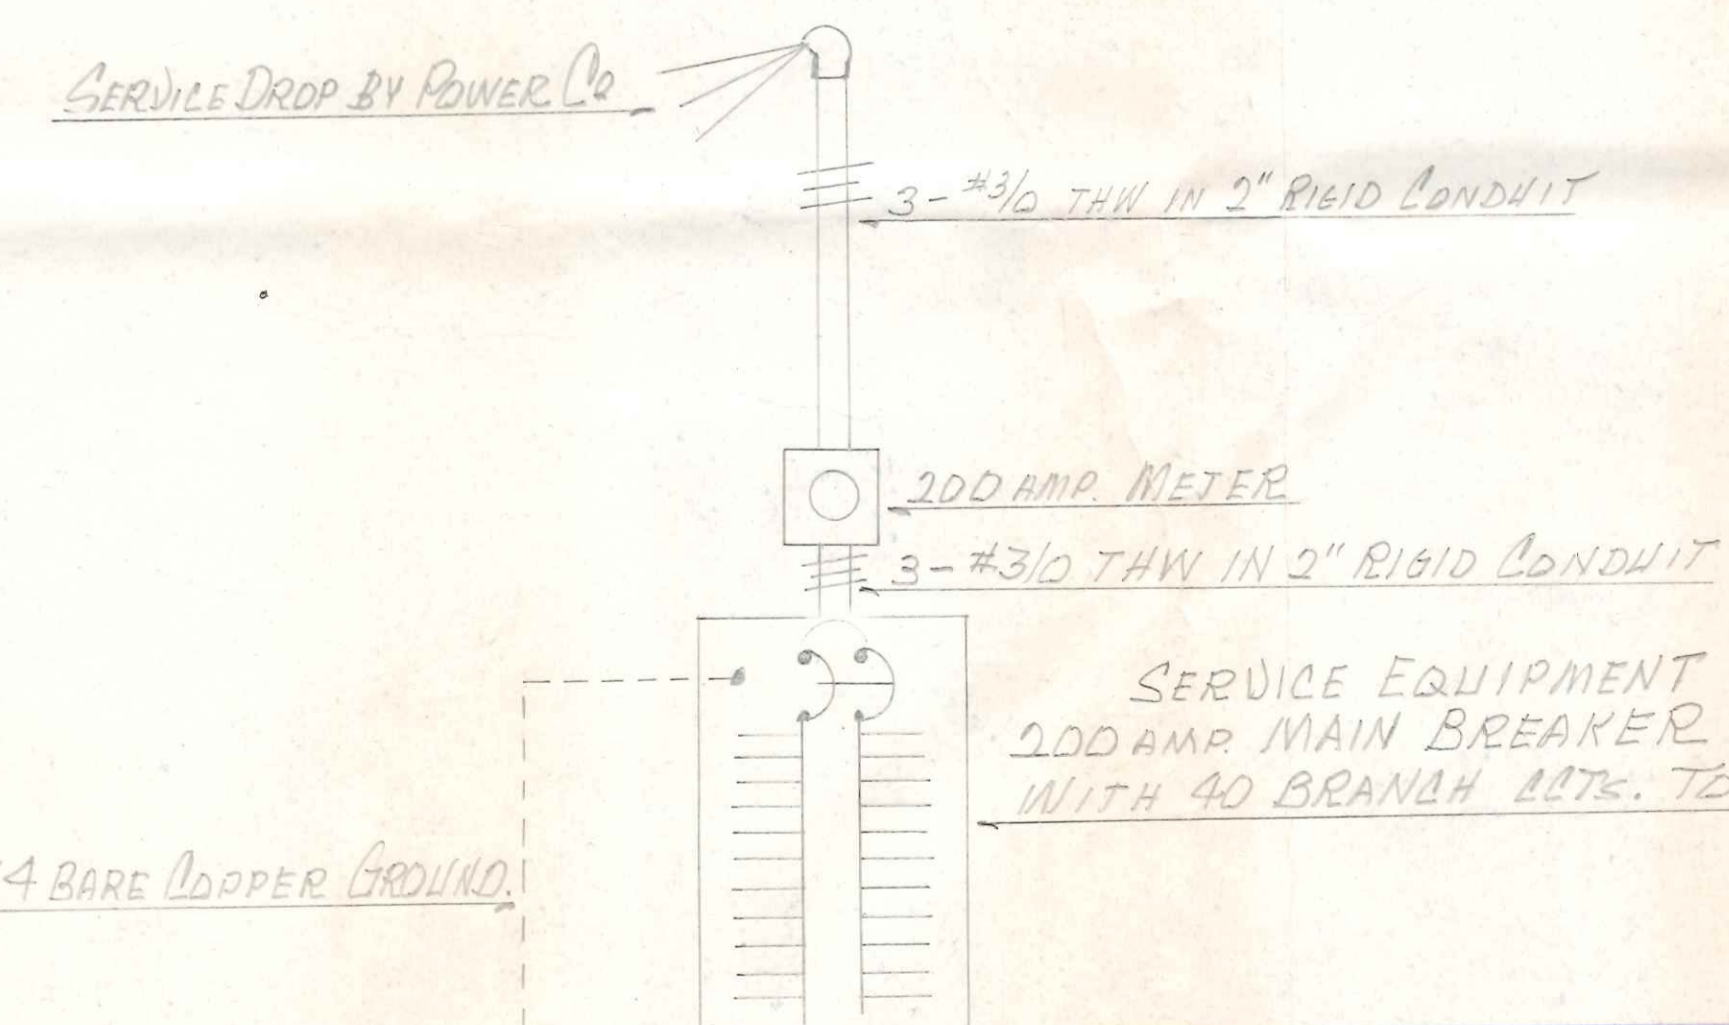 SERVICE DROP BY POWER CO
3 - #3/0 THW IN 2" RIGID CONDUIT
200 AMP. METER
3 - #3/0 THW IN 2" RIGID CONDUIT
SERVICE EQUIPMENT
200 AMP. MAIN BREAKER
WITH 40 BRANCH CCTS. TO
4 BARE COPPER GROUND.